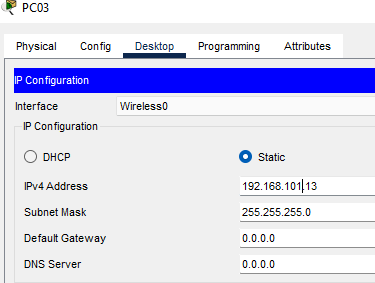 PC03
Physical Config Desktop Programming Attributes
IP Configuration
Interface Wireless0
IP Configuration
DHCP Static
IPv4 Address 192.168.101.13
Subnet Mask 255.255.255.0
Default Gateway 0.0.0.0
DNS Server 0.0.0.0